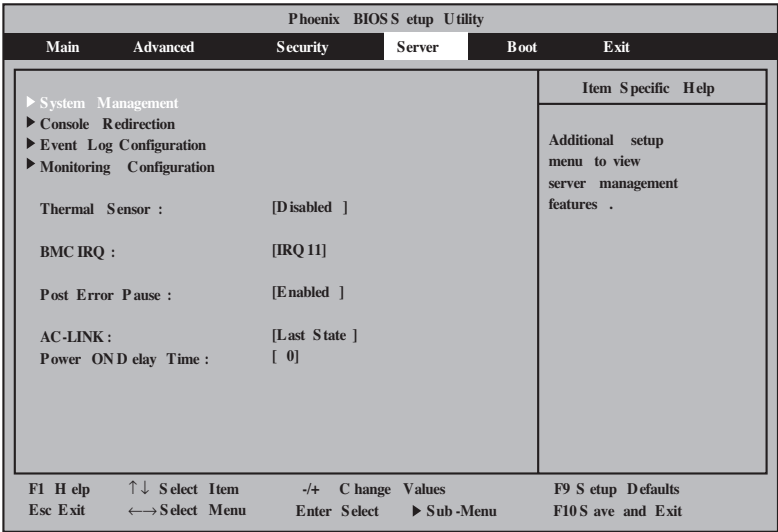 Phoenix BIOS Setup Utility
Main Advanced Security Server Boot Exit
▶ System Management
▶ Console Redirection
▶ Event Log Configuration
▶ Monitoring Configuration
Thermal Sensor : [Disabled ]
BMC IRQ : [IRQ 11]
Post Error Pause : [Enabled ]
AC-LINK : [Last State ]
Power ON Delay Time : [ 0]
Item Specific Help
Additional setup
menu to view
server management
features .
F1 Help ↑↓ Select Item -/+ Change Values F9 Setup Defaults
Esc Exit ←→ Select Menu Enter Select ▶ Sub-Menu F10 Save and Exit